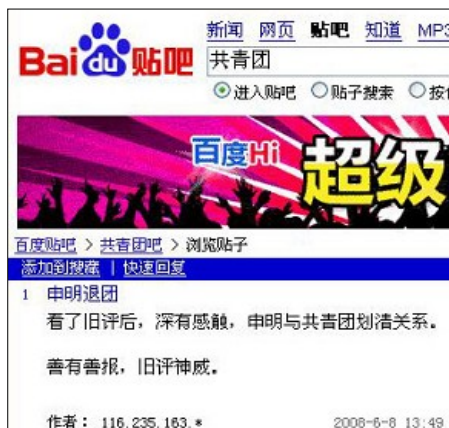 新闻 网页 贴吧 知道 MP3
Bai du 贴吧
共青团
进入贴吧 贴子搜索 按
百度Hi 超级
百度贴吧 > 共青团吧 > 浏览贴子
添加到搜藏 | 快速回复
1 申明退团
看了旧评后，深有感触，申明与共青团划清关系。
善有善报，旧评神威。
作者： 116.235.163.* 2008-6-8 13:49